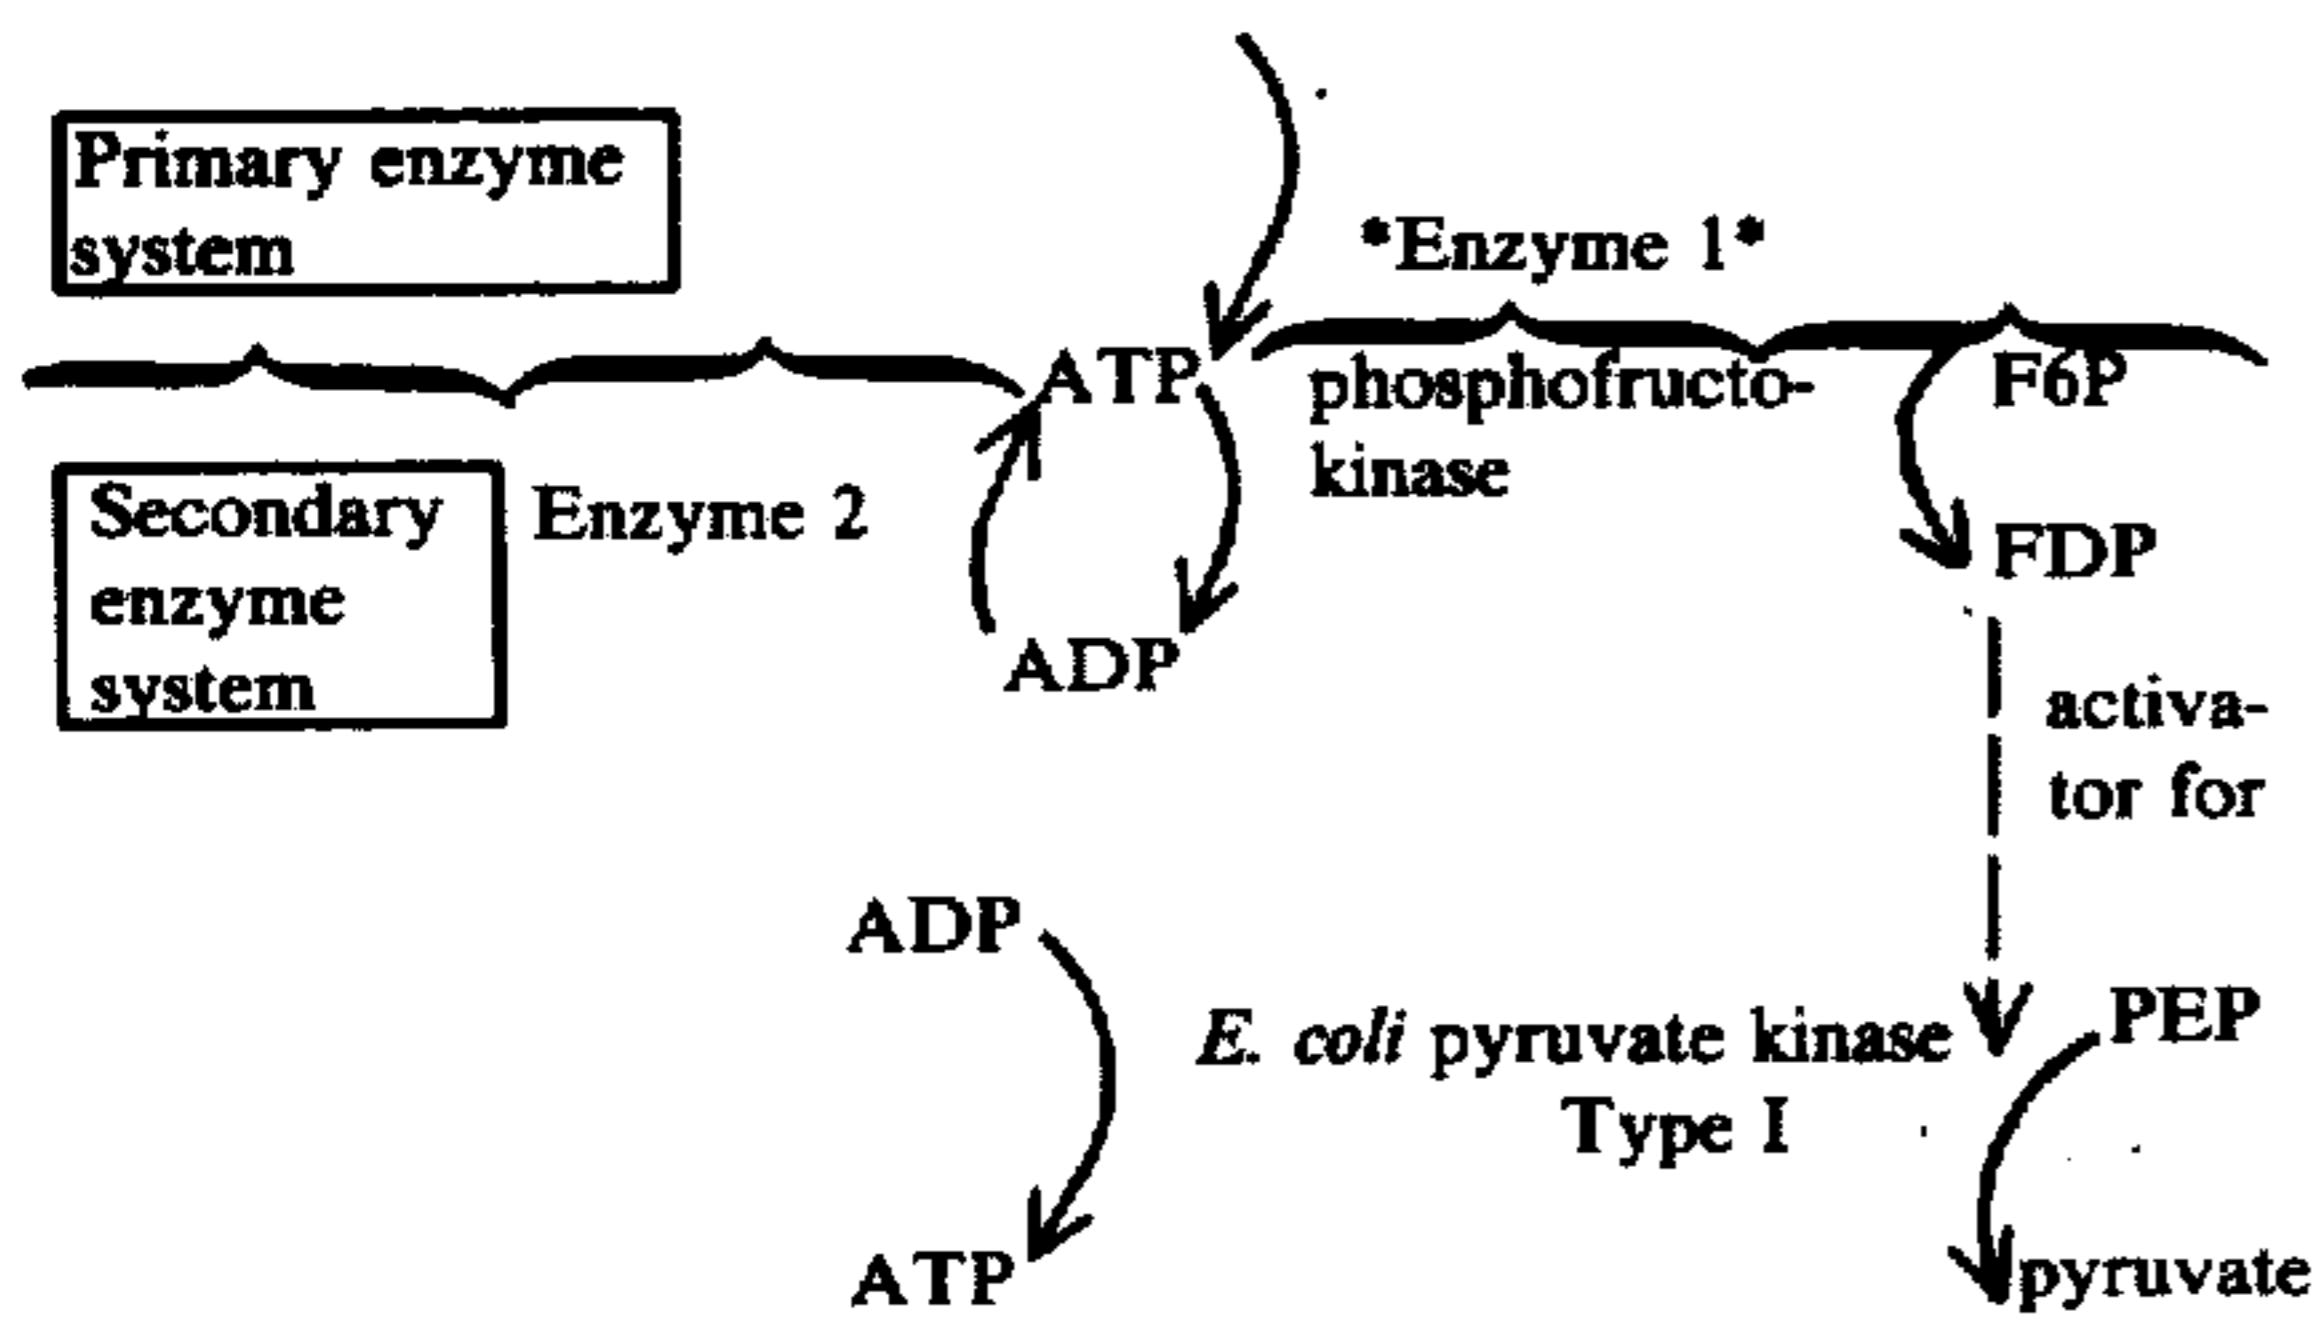 Primary enzyme
system
*Enzyme 1*
ATP
phosphofructo-
kinase
F6P
Secondary
enzyme
system
Enzyme 2
FDP
ADP
activa-
tor for
ADP
E. coli pyruvate kinase
Type I
PEP
ATP
pyruvate